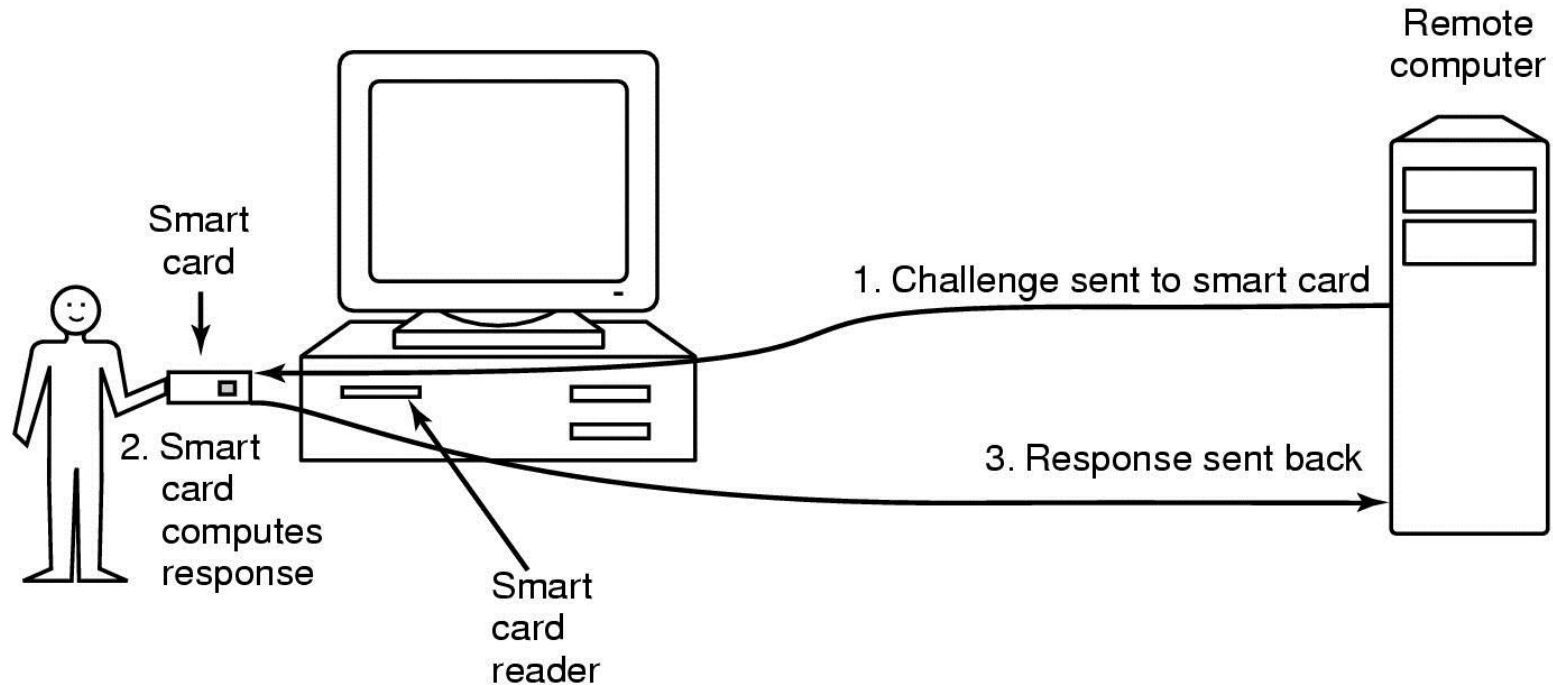 Remote
computer
Smart
card
1. Challenge sent to smart card
2. Smart
card
computes
response
3. Response sent back
Smart
card
reader